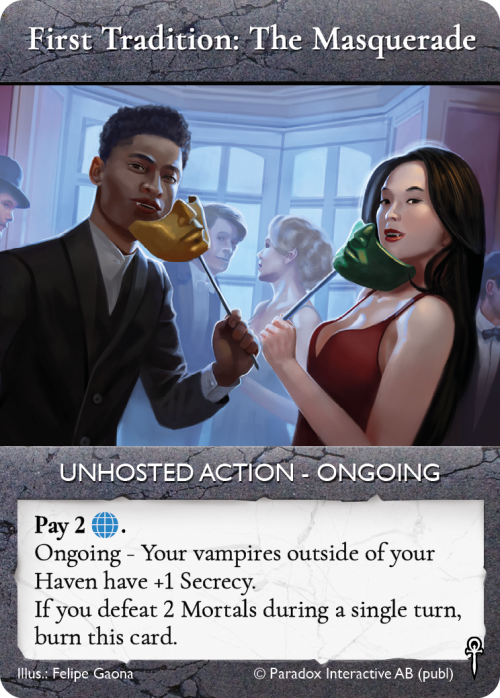 First Tradition: The Masquerade
UNHOSTED ACTION - ONGOING
Pay 2 .
Ongoing - Your vampires outside of your
Haven have +1 Secrecy.
If you defeat 2 Mortals during a single turn,
burn this card.
Illus.: Felipe Gaona © Paradox Interactive AB (publ)